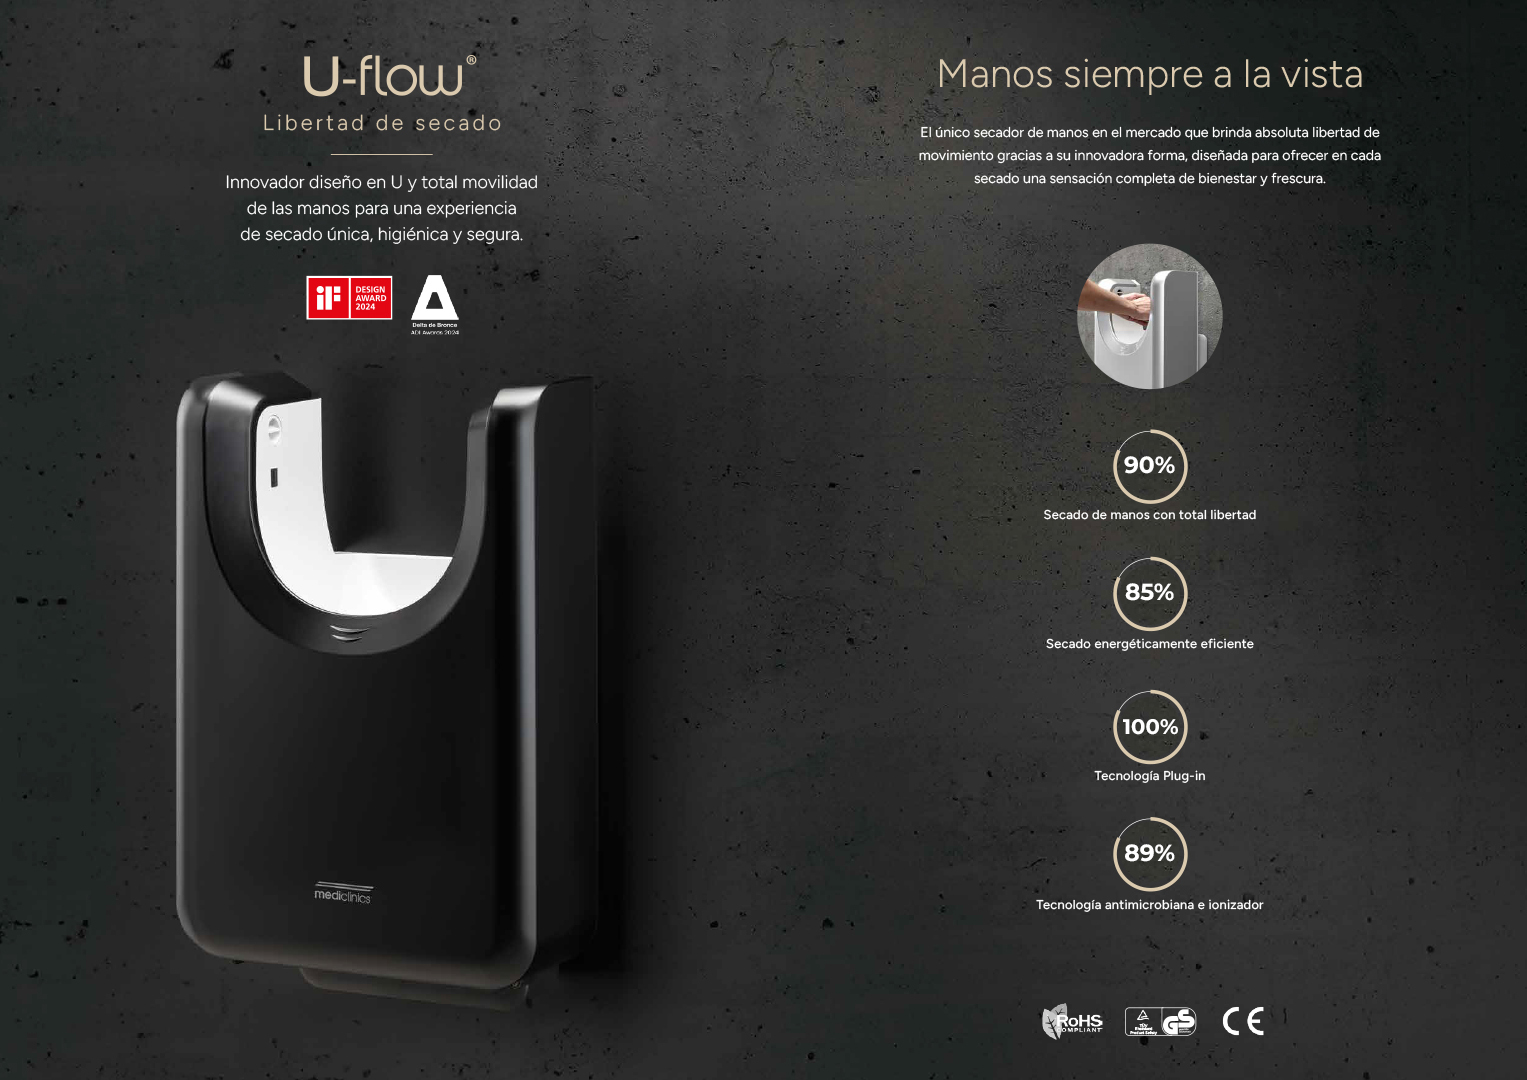 U-flow®
Libertad de secado
Innovador diseño en U y total movilidad
de las manos para una experiencia
de secado única, higiénica y segura.
iF DESIGN
AWARD
2024
Delta de Bronce
ADI Awards 2024
mediclinics
Manos siempre a la vista
El único secador de manos en el mercado que brinda absoluta libertad de
movimiento gracias a su innovadora forma, diseñada para ofrecer en cada
secado una sensación completa de bienestar y frescura.
90%
Secado de manos con total libertad
85%
Secado energéticamente eficiente
100%
Tecnología Plug-in
89%
Tecnología antimicrobiana e ionizador
RoHS
COMPLIANT
TÜV
Rheinland
Product Safety
GS
CE